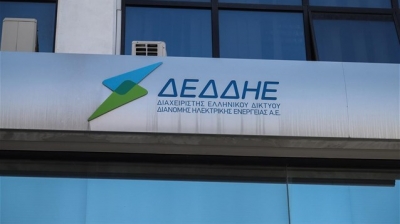 ΔΕΔΔΗΕ
ΔΙΑΧΕΙΡΙΣΤΗΣ ΕΛΛΗΝΙΚΟΥ ΔΙΚΤΥΟΥ
ΔΙΑΝΟΜΗΣ ΗΛΕΚΤΡΙΚΗΣ ΕΝΕΡΓΕΙΑΣ Α.Ε.